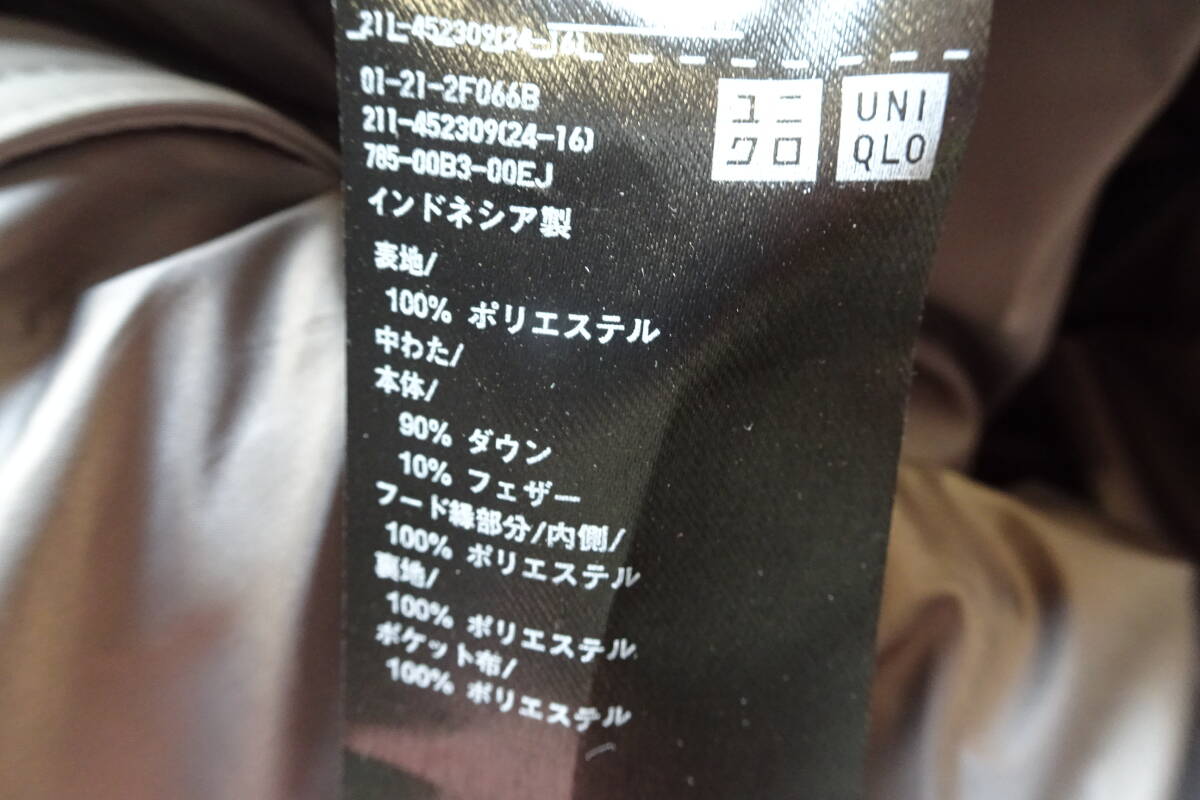 211-452309(24-16)
01-21-2F066B
211-452309(24-16)
785-00B3-00EJ
ユニ
クロ
UNI
QLO
インドネシア製
表地/
100% ポリエステル
中わた/
本体/
90% ダウン
10% フェザー
フード縁部分/内側/
100% ポリエステル
裏地/
100% ポリエステル
ポケット布/
100% ポリエステル